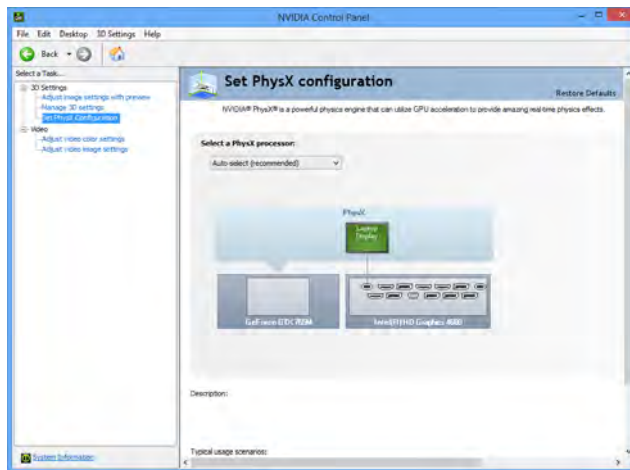 NVIDIA Control Panel
File Edit Desktop 3D Settings Help
Back
Select a Task...
3D Settings
Adjust image settings with preview
Manage 3D settings
Set PhysX Configuration
Video
Adjust video color settings
Adjust video image settings
System Information
Set PhysX configuration
Restore Defaults
NVIDIA® PhysX® is a powerful physics engine that can utilize GPU acceleration to provide amazing real-time physics effects.
Select a PhysX processor:
Auto-select (recommended)
PhysX
Laptop
Display
GeForce GTX
Intel(R) HD Graphics 4000
Description:
Typical usage scenarios: